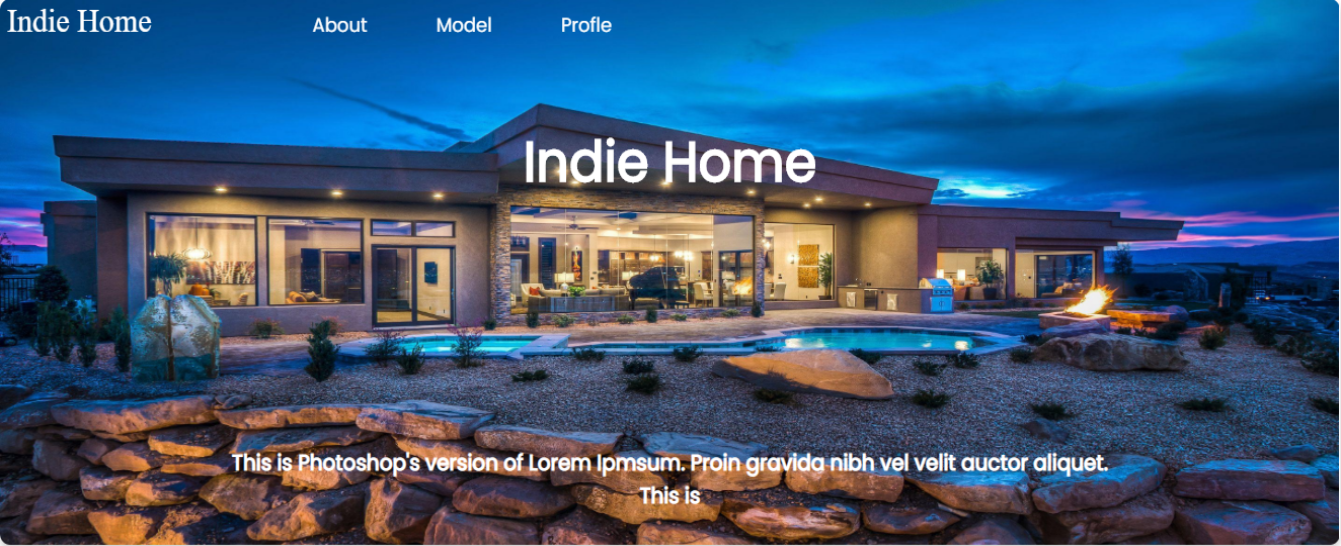 Indie Home
About Model Profle
Indie Home
This is Photoshop's version of Lorem Ipmsum. Proin gravida nibh vel velit auctor aliquet.
This is